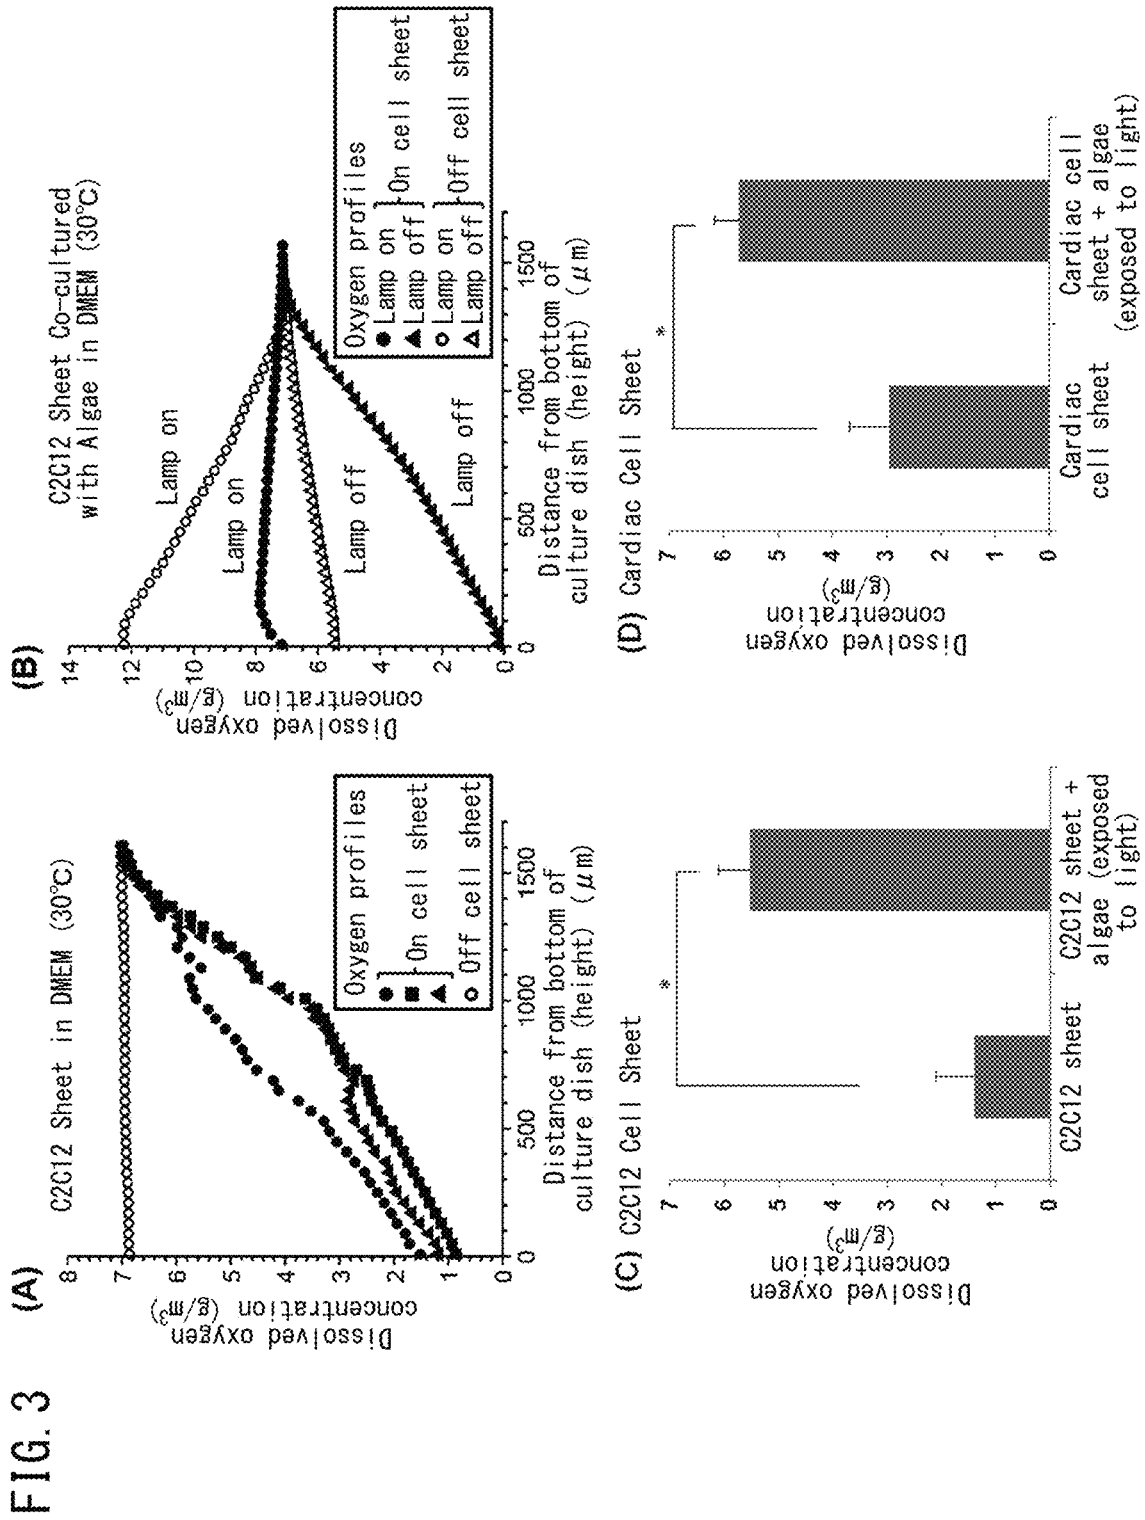 FIG. 3
(A)
C2C12 Sheet in DMEM (30℃)
Dissolved oxygen
concentration (g/m³)
8
7
6
5
4
3
2
1
0
0
500
1000
1500
Distance from bottom of
culture dish (height) (μm)
Oxygen profiles
●
■
▲
On cell sheet
○ Off cell sheet
(B)
C2C12 Sheet Co-cultured
with Algae in DMEM (30℃)
Dissolved oxygen
concentration (g/m³)
14
12
10
8
6
4
2
0
0
500
1000
1500
Lamp on
Lamp on
Lamp off
Lamp off
Distance from bottom of
culture dish (height) (μm)
Oxygen profiles
● Lamp on
▲ Lamp off
On cell sheet
○ Lamp on
△ Lamp off
Off cell sheet
(C) C2C12 Cell Sheet
Dissolved oxygen
concentration
(g/m³)
7
6
5
4
3
2
1
0
*
C2C12 sheet
C2C12 sheet +
algae (exposed
to light)
(D) Cardiac Cell Sheet
Dissolved oxygen
concentration
(g/m³)
7
6
5
4
3
2
1
0
*
Cardiac
cell sheet
Cardiac cell
sheet + algae
(exposed to light)